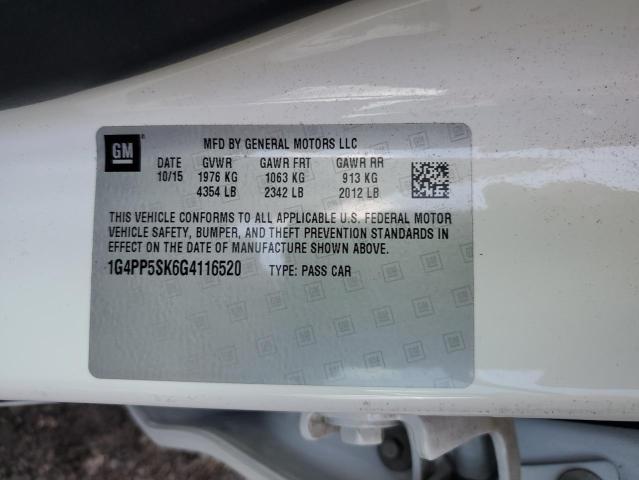 GM ® MFD BY GENERAL MOTORS LLC
DATE GVWR GAWR FRT GAWR RR
10/15 1976 KG 1063 KG 913 KG
4354 LB 2342 LB 2012 LB
THIS VEHICLE CONFORMS TO ALL APPLICABLE U.S. FEDERAL MOTOR
VEHICLE SAFETY, BUMPER, AND THEFT PREVENTION STANDARDS IN
EFFECT ON THE DATE OF MANUFACTURE SHOWN ABOVE.
1G4PP5SK6G4116520 TYPE: PASS CAR